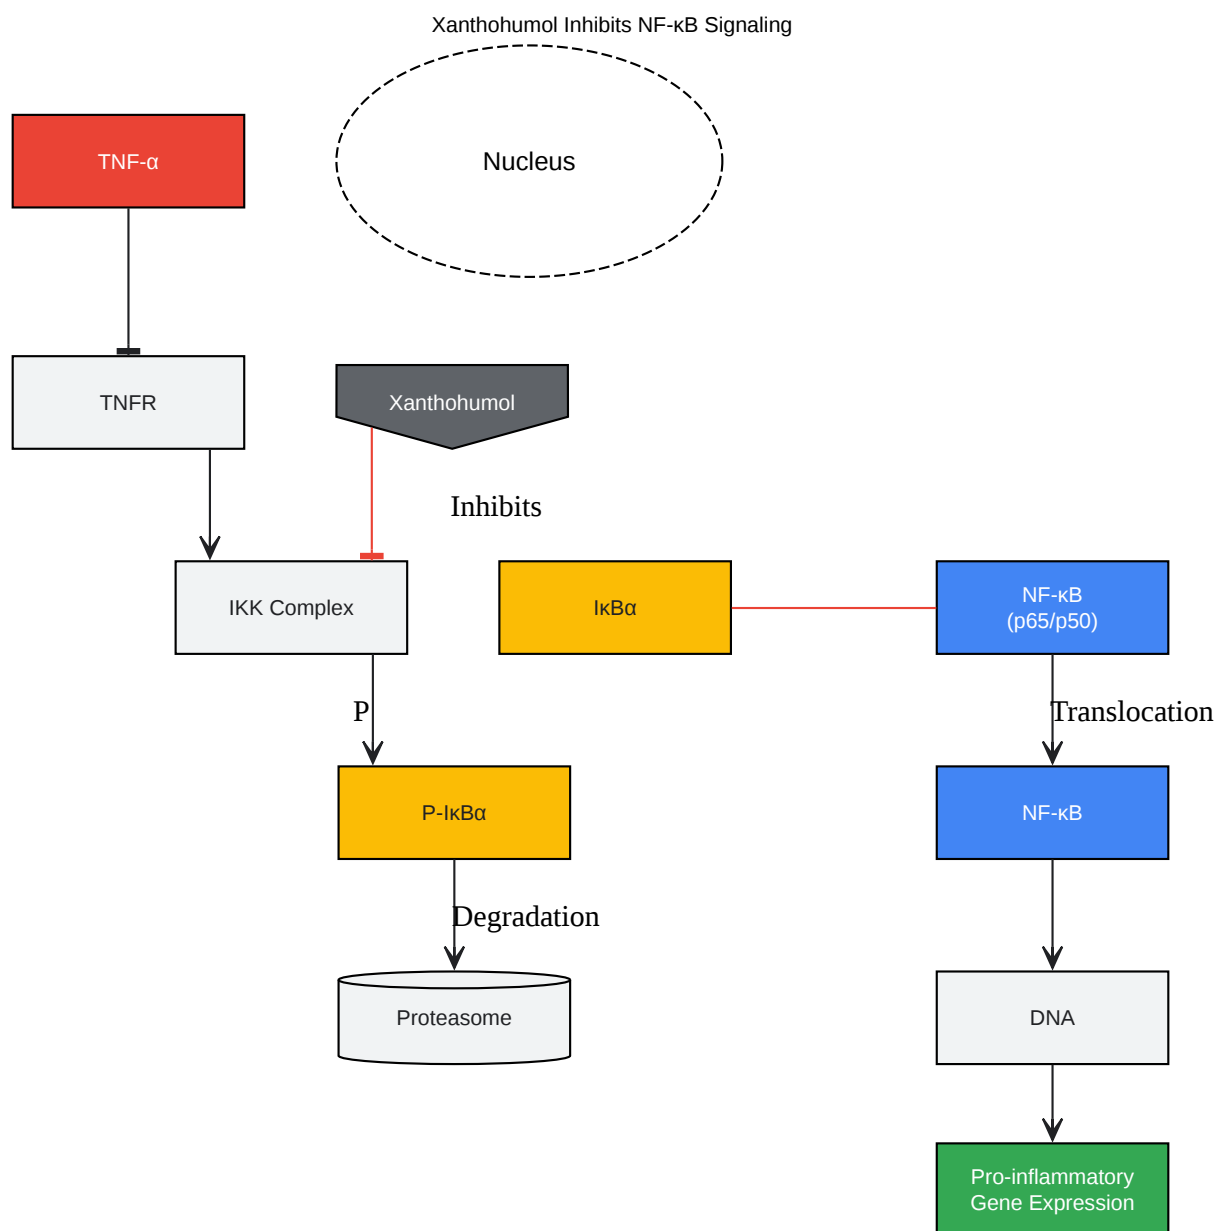 Xanthohumol Inhibits NF-κB Signaling
Nucleus
TNF-α
TNFR
Xanthohumol
Inhibits
IKK Complex
IκBα
NF-κB
(p65/p50)
P
Translocation
P-IκBα
NF-κB
Degradation
Proteasome
DNA
Pro-inflammatory
Gene Expression